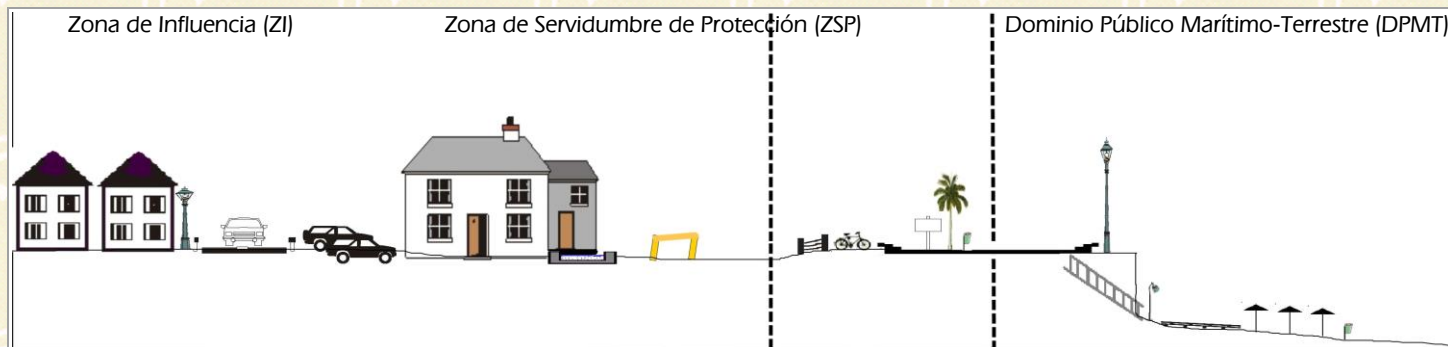 Zona de Influencia (ZI) Zona de Servidumbre de Protección (ZSP) Dominio Público Marítimo-Terrestre (DPMT)